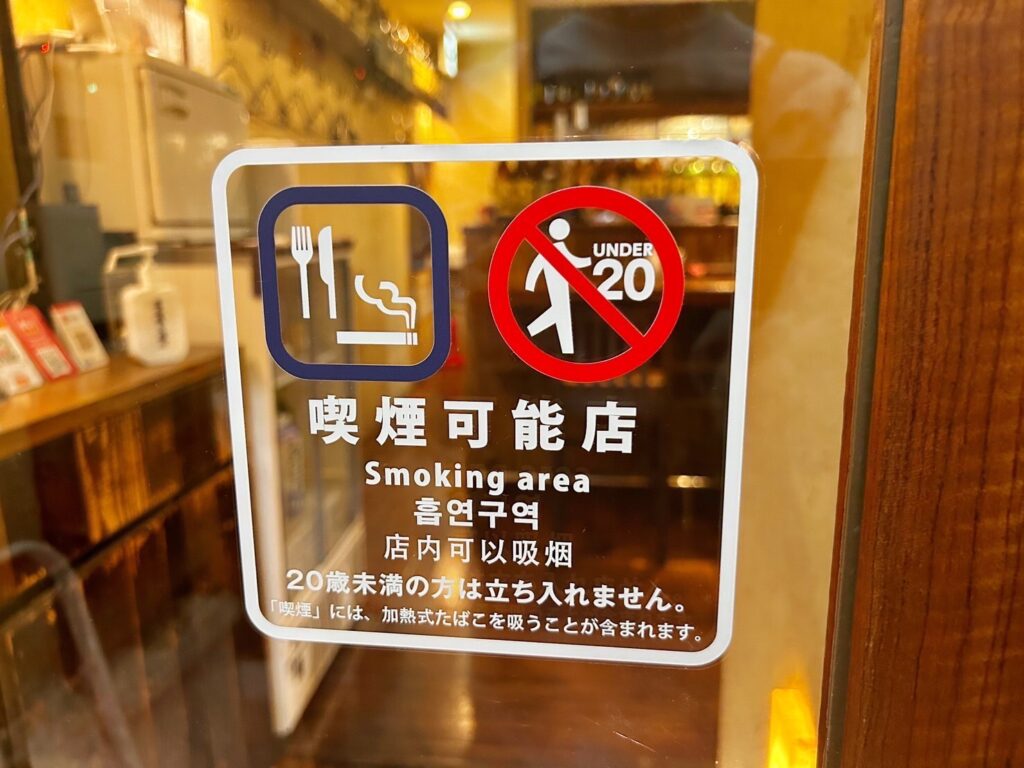 UNDER
20
喫煙可能店
Smoking area
흡연구역
店内可以吸烟
20歳未満の方は立ち入れません。
「喫煙」には、加熱式たばこを吸うことが含まれます。